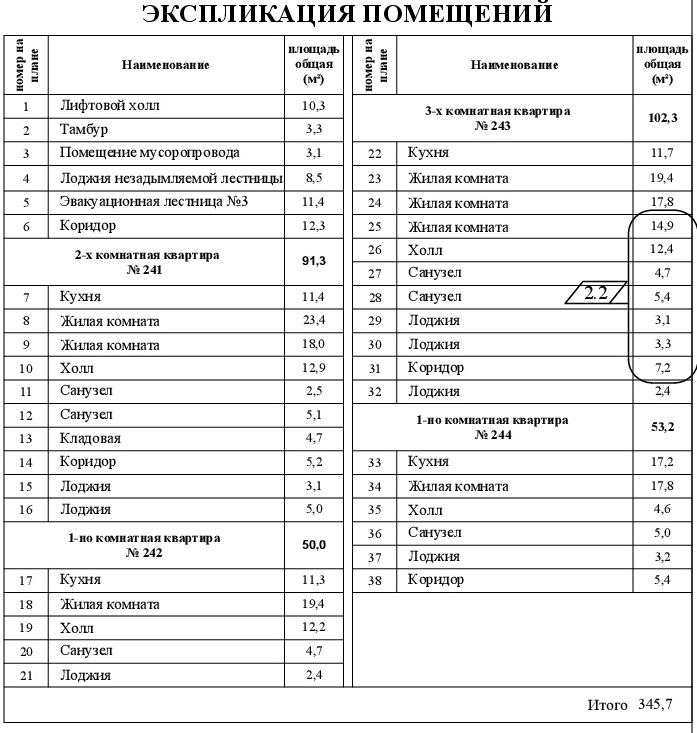 ЭКСПЛИКАЦИЯ ПОМЕЩЕНИЙ
номер на плане Наименование площадь общая (м²)
1 Лифтовой холл 10,3
2 Тамбур 3,3
3 Помещение мусоропровода 3,1
4 Лоджия незадымляемой лестницы 8,5
5 Эвакуационная лестница №3 11,4
6 Коридор 12,3
2-х комнатная квартира
№ 241 91,3
7 Кухня 11,4
8 Жилая комната 23,4
9 Жилая комната 18,0
10 Холл 12,9
11 Санузел 2,5
12 Санузел 5,1
13 Кладовая 4,7
14 Коридор 5,2
15 Лоджия 3,1
16 Лоджия 5,0
1-но комнатная квартира
№ 242 50,0
17 Кухня 11,3
18 Жилая комната 19,4
19 Холл 12,2
20 Санузел 4,7
21 Лоджия 2,4
номер на плане Наименование площадь общая (м²)
3-х комнатная квартира
№ 243 102,3
22 Кухня 11,7
23 Жилая комната 19,4
24 Жилая комната 17,8
25 Жилая комната 14,9
26 Холл 12,4
27 Санузел 4,7
28 Санузел 2.2 5,4
29 Лоджия 3,1
30 Лоджия 3,3
31 Коридор 7,2
32 Лоджия 2,4
1-но комнатная квартира
№ 244 53,2
33 Кухня 17,2
34 Жилая комната 17,8
35 Холл 4,6
36 Санузел 5,0
37 Лоджия 3,2
38 Коридор 5,4
Итого 345,7